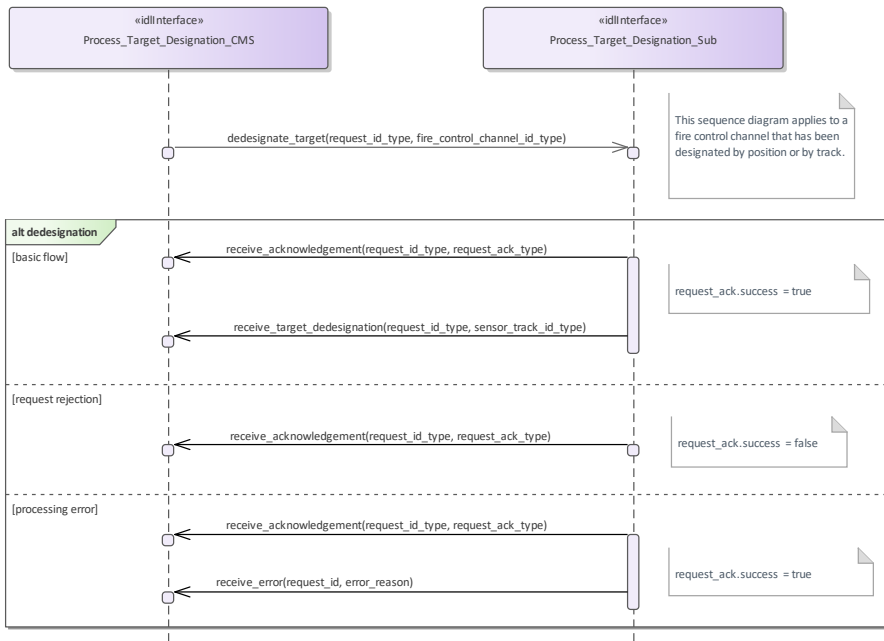 «idlInterface»
Process_Target_Designation_CMS
«idlInterface»
Process_Target_Designation_Sub
This sequence diagram applies to a
fire control channel that has been
designated by position or by track.
dedesignate_target(request_id_type, fire_control_channel_id_type)
alt dedesignation
[basic flow]
receive_acknowledgement(request_id_type, request_ack_type)
request_ack.success = true
receive_target_dedesignation(request_id_type, sensor_track_id_type)
[request rejection]
receive_acknowledgement(request_id_type, request_ack_type)
request_ack.success = false
[processing error]
receive_acknowledgement(request_id_type, request_ack_type)
request_ack.success = true
receive_error(request_id, error_reason)